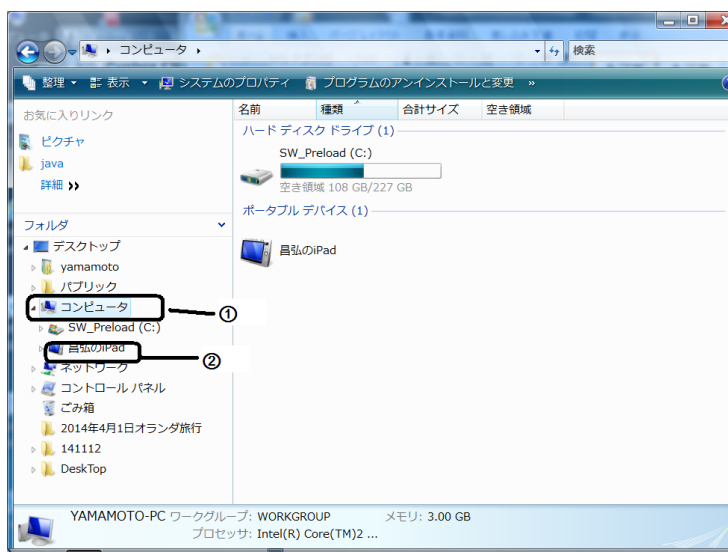 コンピュータ
検索
整理 表示 システムのプロパティ プログラムのアンインストールと変更 »
お気に入りリンク
ピクチャ
java
詳細 »
フォルダ
デスクトップ
yamamoto
パブリック
コンピュータ
SW_Preload (C:)
昌弘のiPad
ネットワーク
コントロール パネル
ごみ箱
2014年4月1日オランダ旅行
141112
DeskTop
①
②
名前 種類 合計サイズ 空き領域
ハード ディスク ドライブ (1)
SW_Preload (C:)
空き領域 108 GB/227 GB
ポータブル デバイス (1)
昌弘のiPad
YAMAMOTO-PC ワークグループ: WORKGROUP メモリ: 3.00 GB
プロセッサ: Intel(R) Core(TM)2 ...